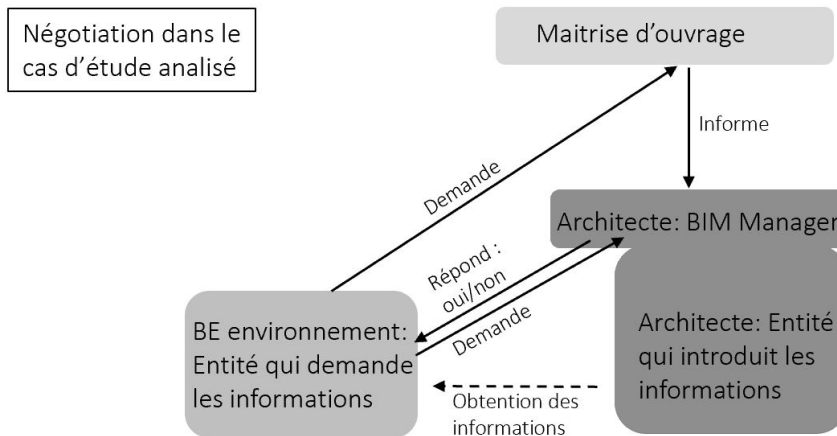 Négotiation dans le
cas d'étude analisé
Maitrise d'ouvrage
Informe
Demande
Architecte: BIM Manager
Répond :
oui/non
Demande
BE environnement:
Entité qui demande
les informations
Architecte: Entité
qui introduit les
informations
Obtention des
informations